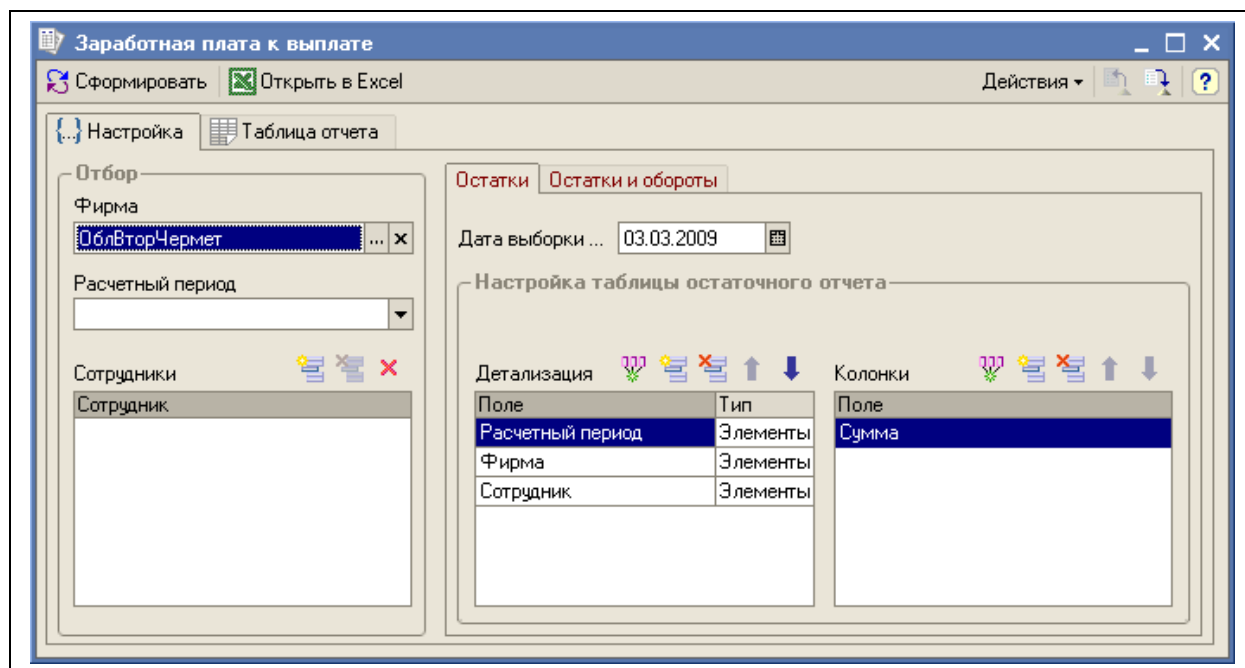 Заработная плата к выплате
Сформировать Открыть в Excel Действия ?
{...} Настройка Таблица отчета
Отбор
Фирма
ОблВторЧермет ... x
Расчетный период
Сотрудники
Сотрудник
Остатки Остатки и обороты
Дата выборки ... 03.03.2009
Настройка таблицы остаточного отчета
Детализация
Поле Тип
Расчетный период Элементы
Фирма Элементы
Сотрудник Элементы
Колонки
Поле
Сумма